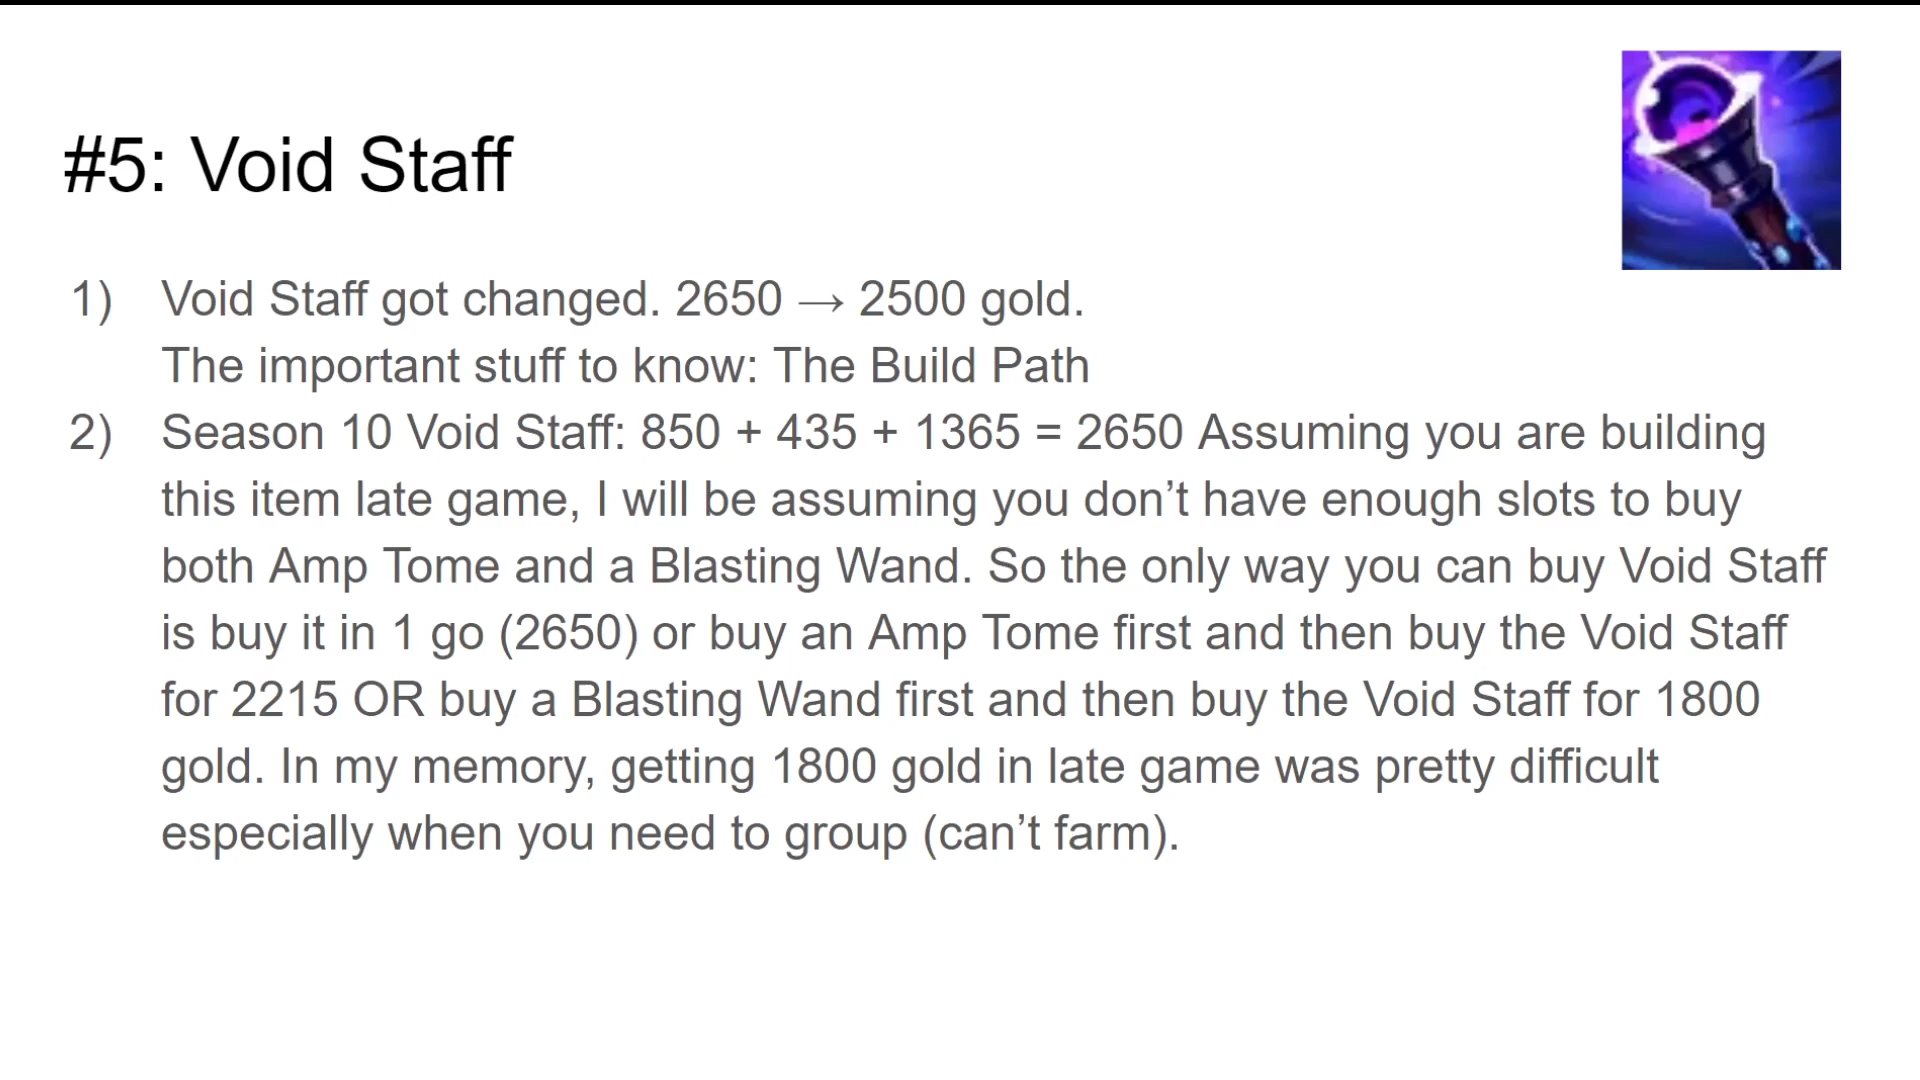 #5: Void Staff
1) Void Staff got changed. 2650 → 2500 gold.
The important stuff to know: The Build Path
2) Season 10 Void Staff: 850 + 435 + 1365 = 2650 Assuming you are building
this item late game, I will be assuming you don’t have enough slots to buy
both Amp Tome and a Blasting Wand. So the only way you can buy Void Staff
is buy it in 1 go (2650) or buy an Amp Tome first and then buy the Void Staff
for 2215 OR buy a Blasting Wand first and then buy the Void Staff for 1800
gold. In my memory, getting 1800 gold in late game was pretty difficult
especially when you need to group (can’t farm).